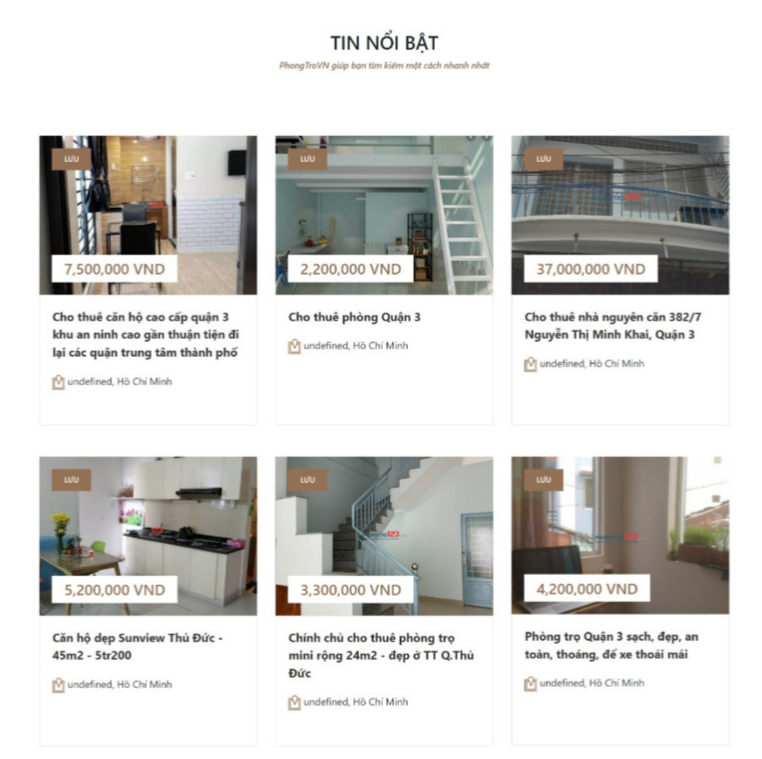 TIN NỔI BẬT
PhongTroVN giúp bạn tìm kiếm một cách nhanh nhất
LƯU
LƯU
LƯU
7,500,000 VND
2,200,000 VND
37,000,000 VND
Cho thuê căn hộ cao cấp quận 3
khu an ninh cao gần thuận tiện đi
lại các quận trung tâm thành phố
undefined, Hồ Chí Minh
Cho thuê phòng Quận 3
undefined, Hồ Chí Minh
Cho thuê nhà nguyên căn 382/7
Nguyễn Thị Minh Khai, Quận 3
undefined, Hồ Chí Minh
LƯU
LƯU
LƯU
123
5,200,000 VND
3,300,000 VND
4,200,000 VND
Căn hộ dẹp Sunview Thủ Đức -
45m2 - 5tr200
undefined, Hồ Chí Minh
Chính chủ cho thuê phòng trọ
mini rộng 24m2 - đẹp ở TT Q.Thủ
Đức
undefined, Hồ Chí Minh
Phòng trọ Quận 3 sạch, đẹp, an
toàn, thoáng, để xe thoải mái
undefined, Hồ Chí Minh